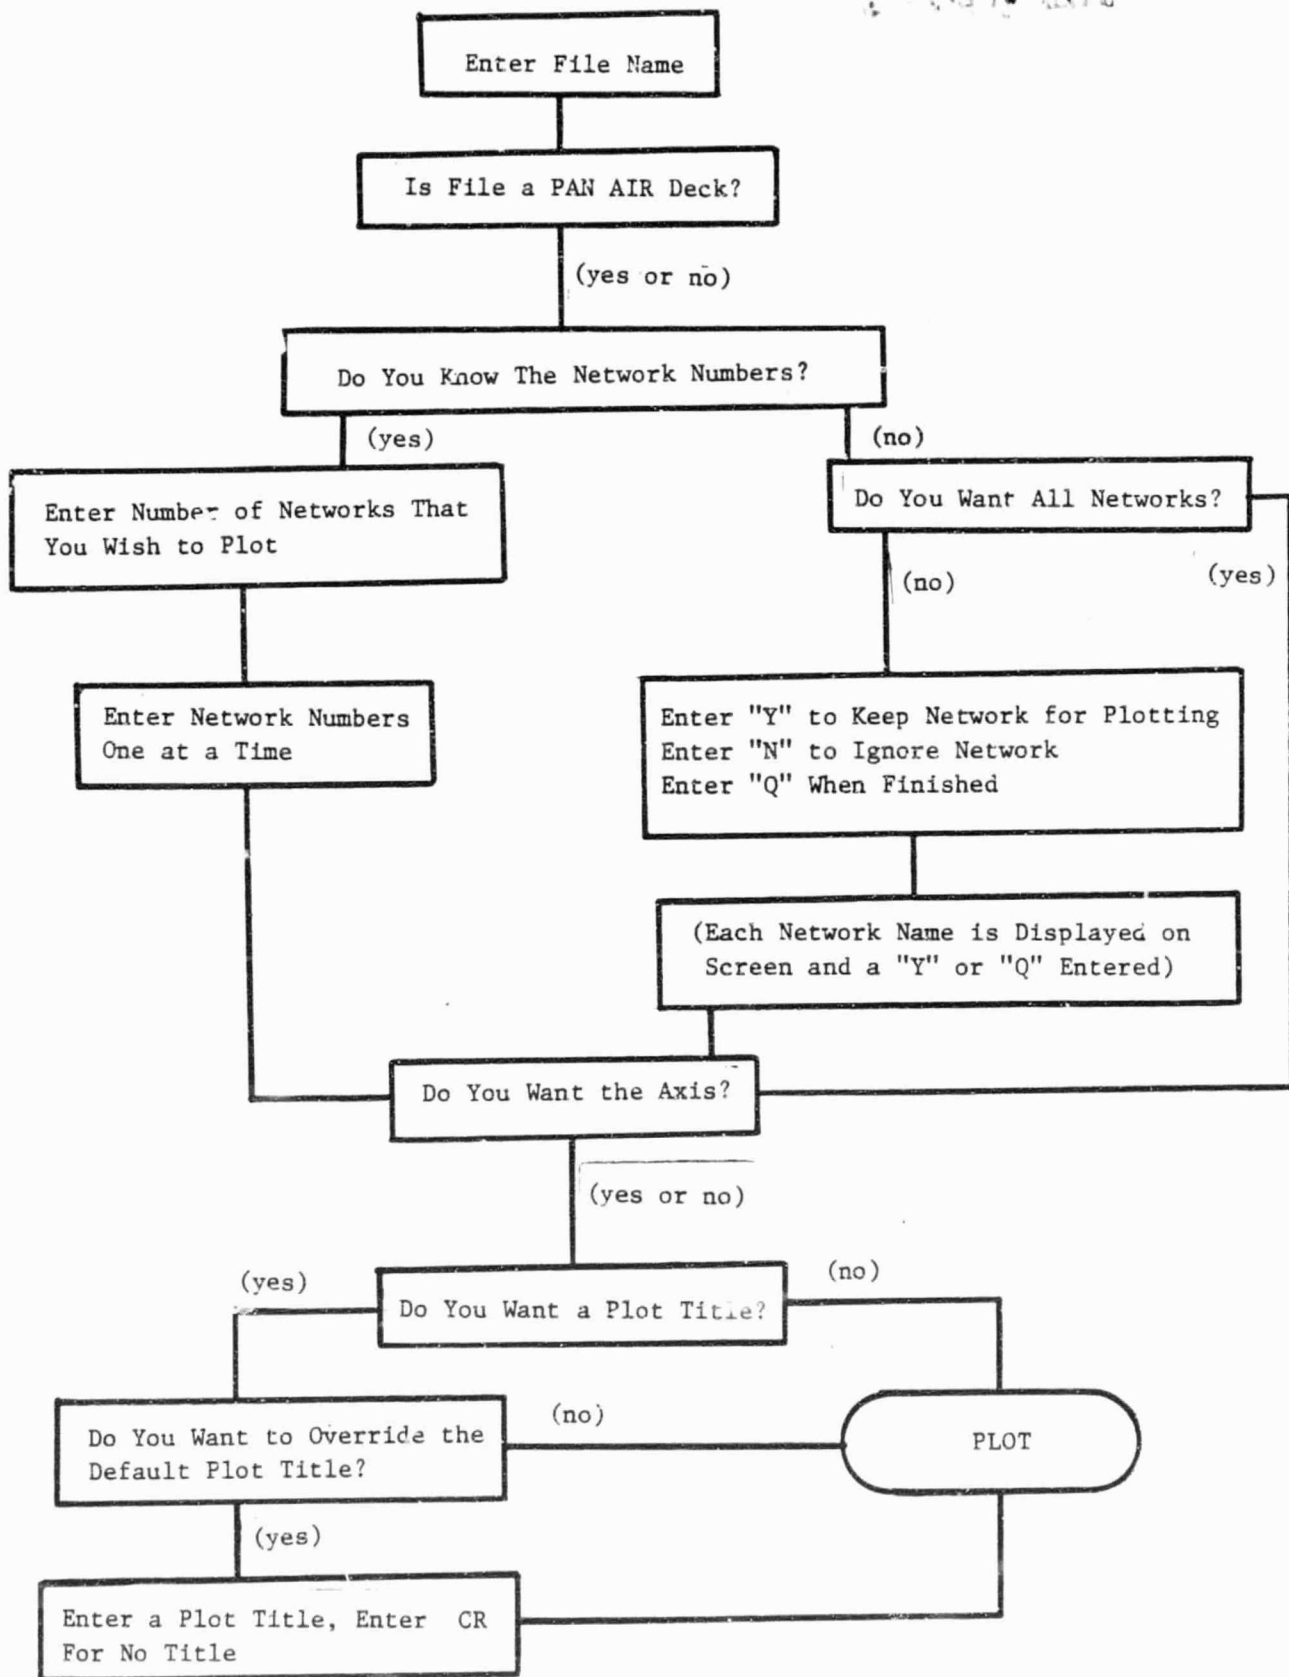 Enter File Name
Is File a PAN AIR Deck?
(yes or no)
Do You Know The Network Numbers?
(yes)
(no)
Enter Number of Networks That
You Wish to Plot
Do You Want All Networks?
(no)
(yes)
Enter Network Numbers
One at a Time
Enter "Y" to Keep Network for Plotting
Enter "N" to Ignore Network
Enter "Q" When Finished
(Each Network Name is Displayed on
Screen and a "Y" or "Q" Entered)
Do You Want the Axis?
(yes or no)
(yes)
(no)
Do You Want a Plot Title?
Do You Want to Override the
Default Plot Title?
(no)
PLOT
(yes)
Enter a Plot Title, Enter CR
For No Title